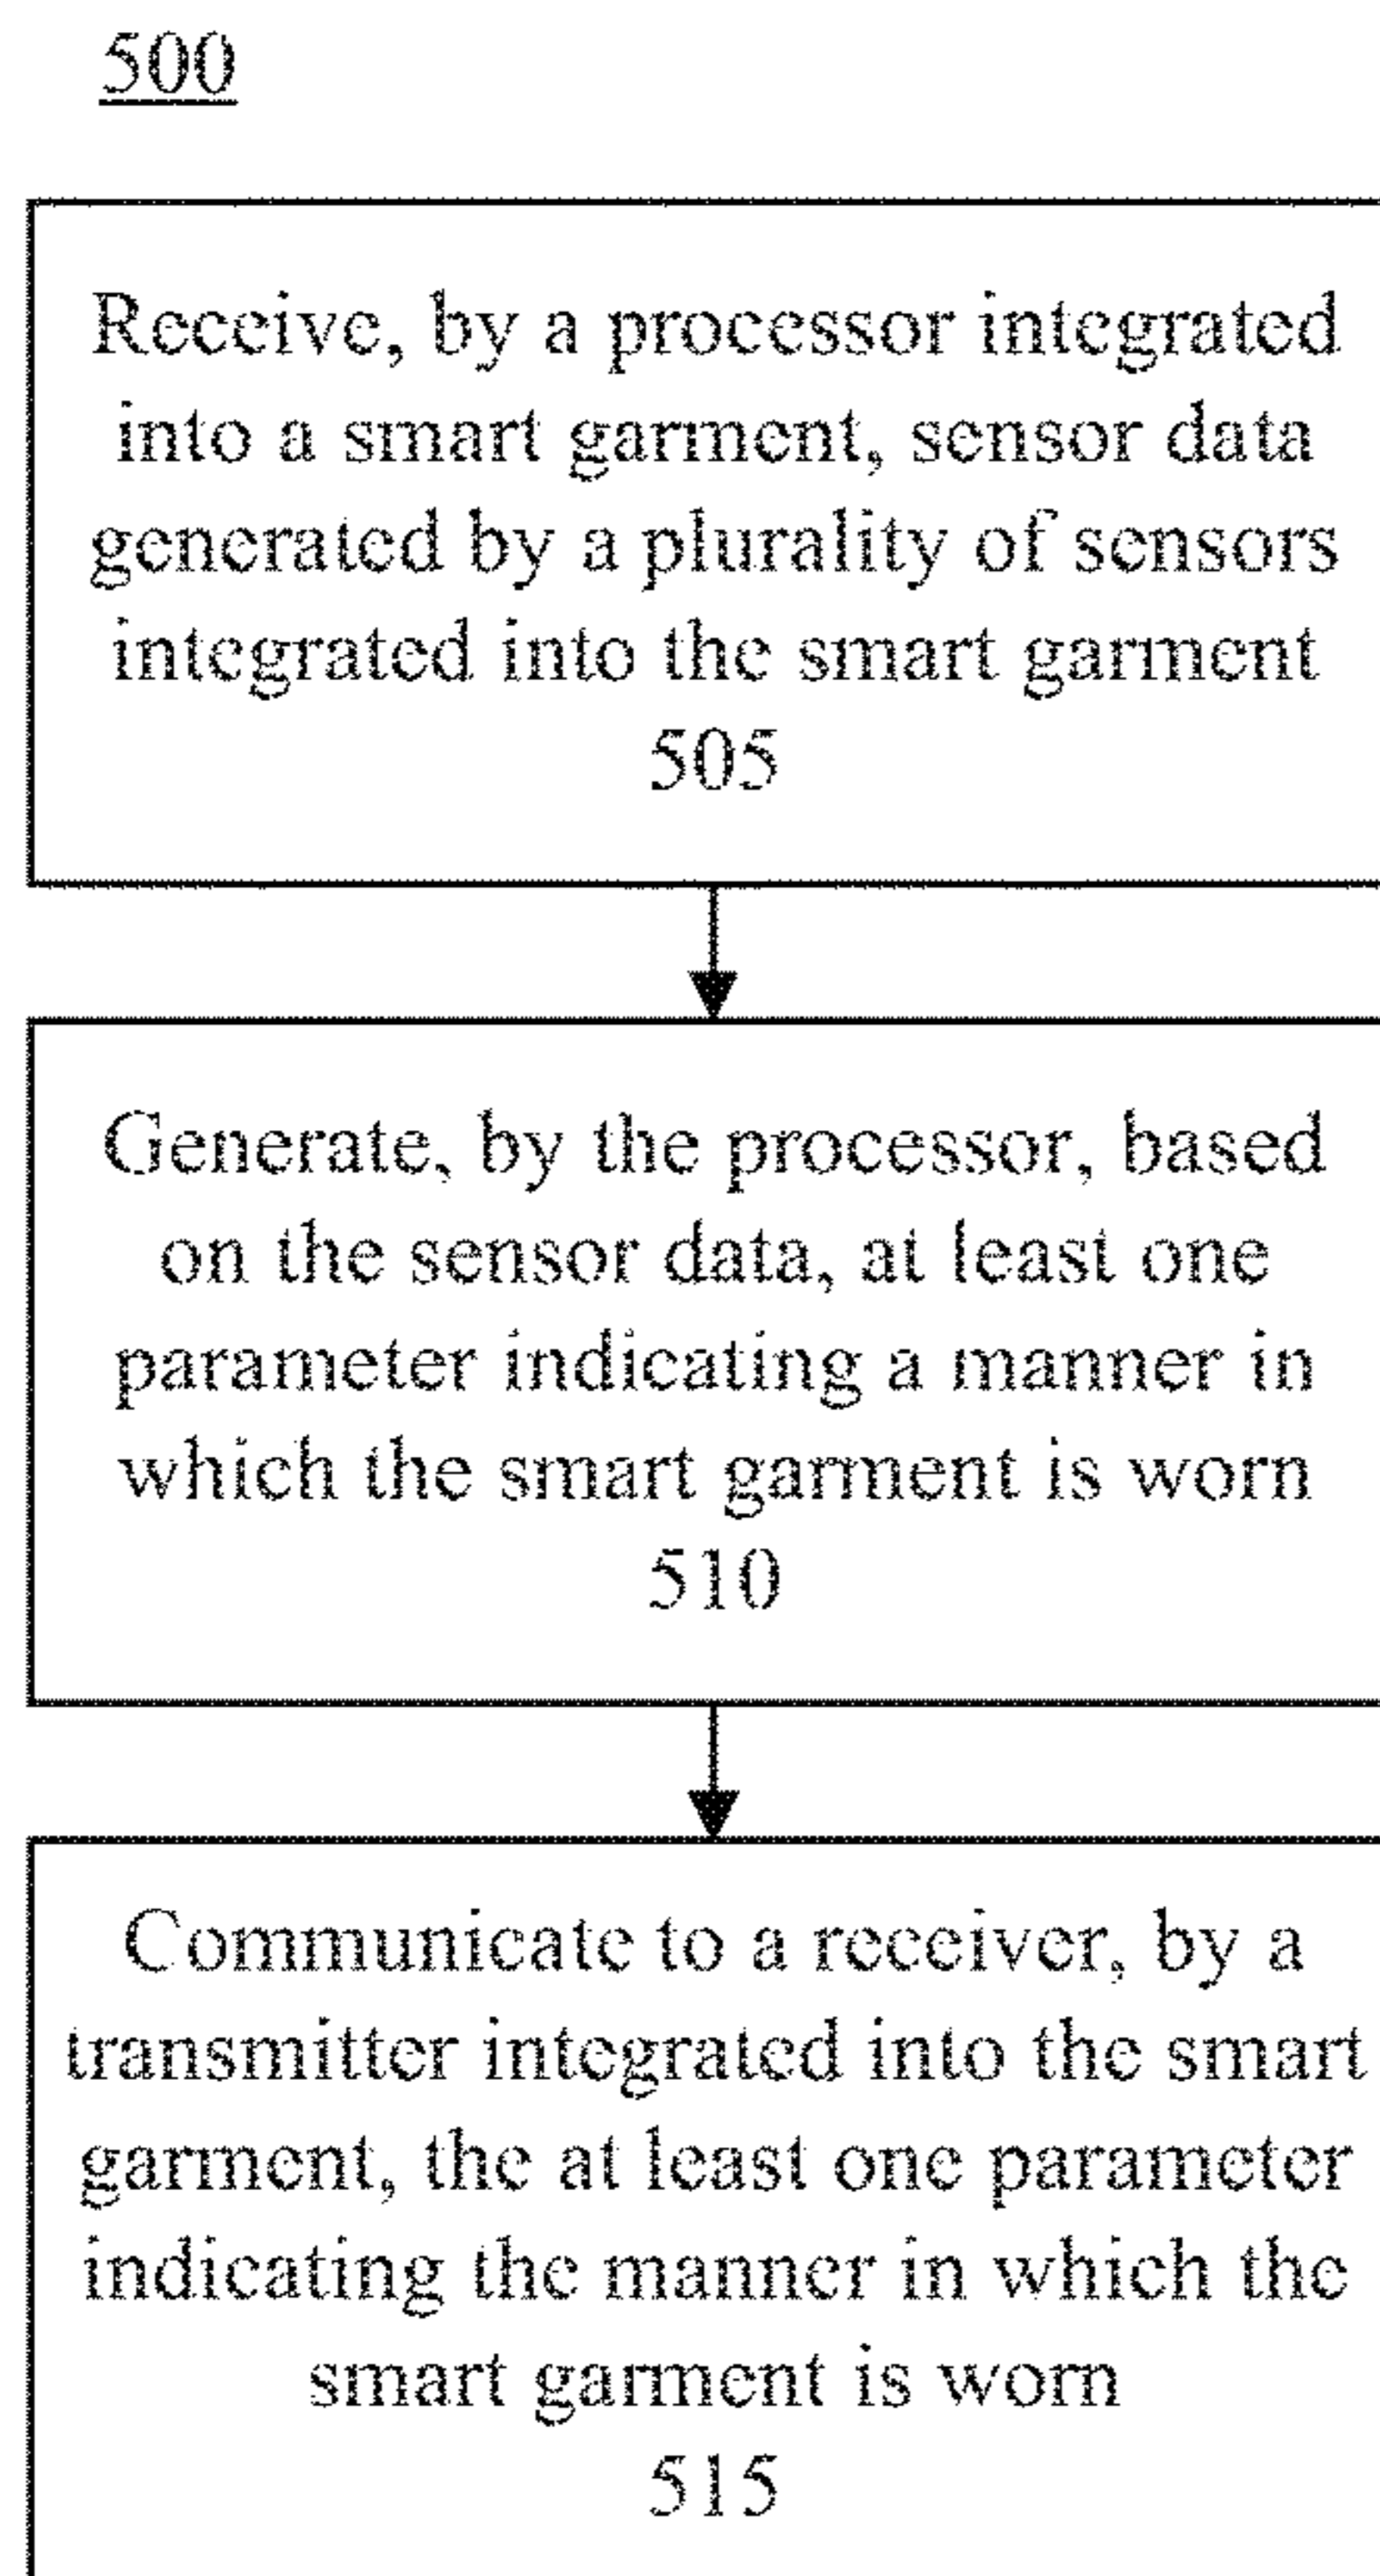 500
Receive, by a processor integrated
into a smart garment, sensor data
generated by a plurality of sensors
integrated into the smart garment
505
Generate, by the processor, based
on the sensor data, at least one
parameter indicating a manner in
which the smart garment is worn
510
Communicate to a receiver, by a
transmitter integrated into the smart
garment, the at least one parameter
indicating the manner in which the
smart garment is worn
515